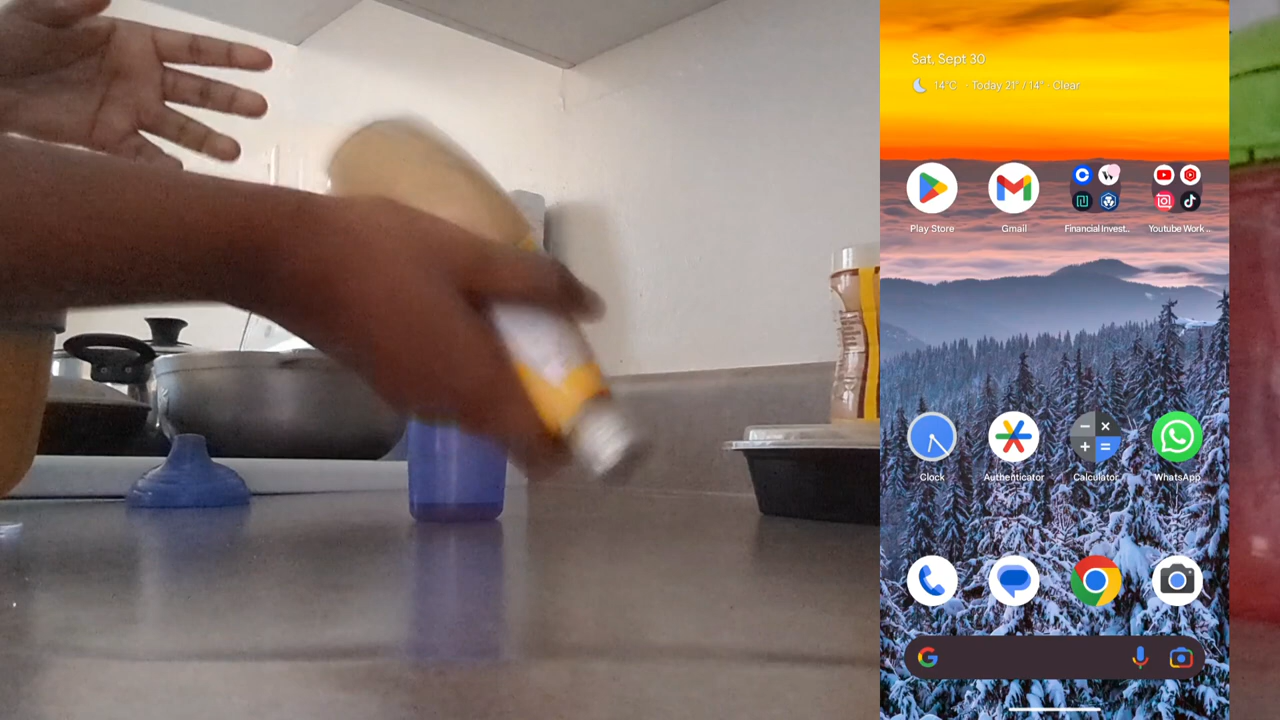 Sat, Sept 30
14°C · Today 21° / 14° · Clear
Play Store
Gmail
Financial Invest..
Youtube Work ..
Clock
Authenticator
Calculator
WhatsApp